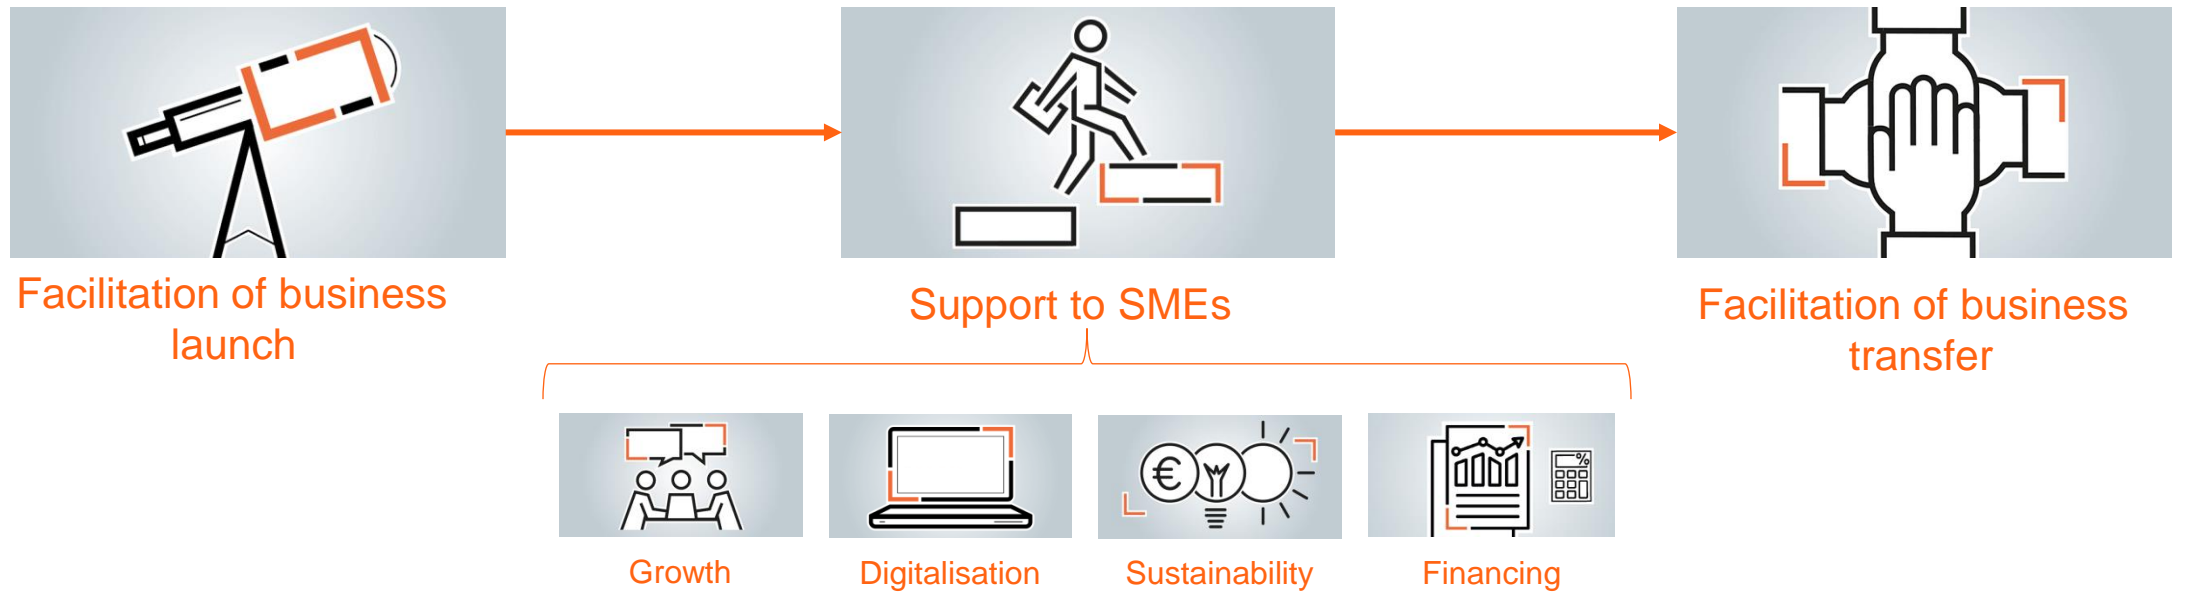 Facilitation of business
launch
Support to SMEs
Facilitation of business
transfer
€
%
Growth
Digitalisation
Sustainability
Financing